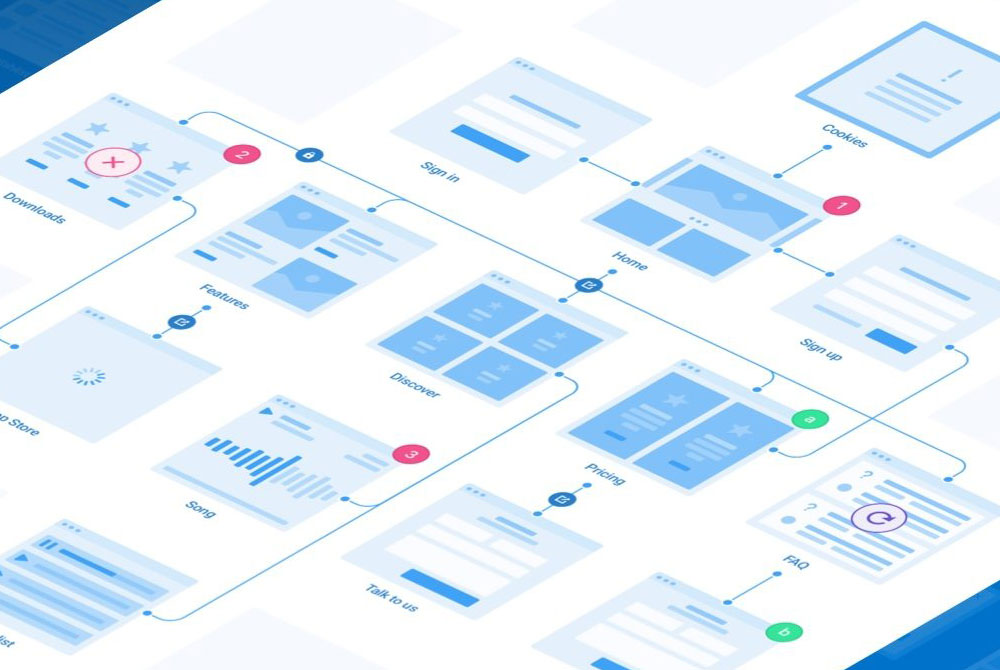 Cookies
2
Sign in
1
Downloads
Home
Features
Sign up
Discover
a
p Store
3
Pricing
Song
?
?
FAQ
Talk to us
b
list